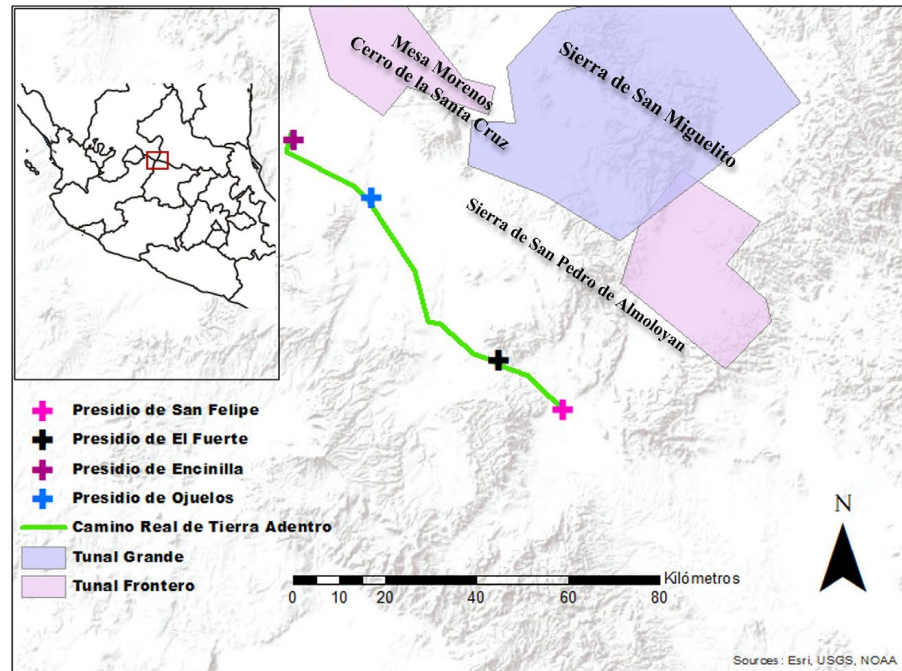 Mesa Morenos
Cerro de la Santa Cruz
Sierra de San Miguelito
Sierra de San Pedro de Almoloyan
Presidio de San Felipe
Presidio de El Fuerte
Presidio de Encinilla
Presidio de Ojuelos
Camino Real de Tierra Adentro
Tunal Grande
Tunal Frontero
Kilómetros
0 10 20 40 60 80
N
Sources: Esri, USGS, NOAA